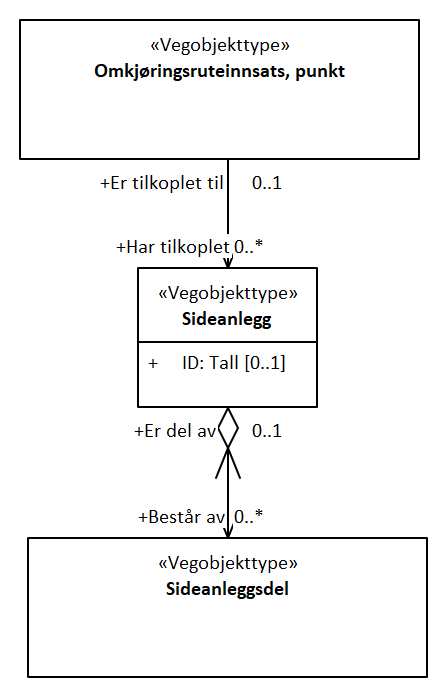 «Vegobjekttype»
Omkjøringsruteinnsats, punkt
+Er tilkoplet til 0..1
+Har tilkoplet 0..*
«Vegobjekttype»
Sideanlegg
+ ID: Tall [0..1]
+Er del av 0..1
+Består av 0..*
«Vegobjekttype»
Sideanleggsdel